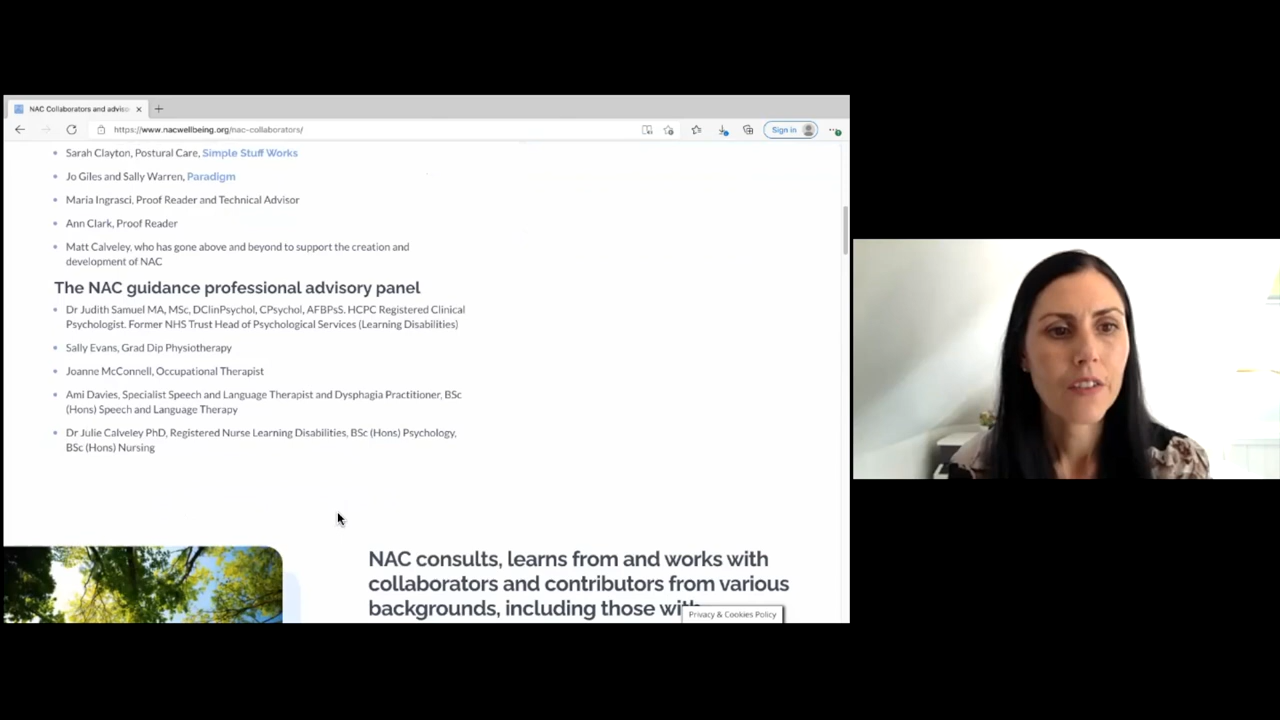 NAC Collaborators and adviso
https://www.nacwellbeing.org/nac-collaborators/
Sign in
Sarah Clayton, Postural Care, Simple Stuff Works
Jo Giles and Sally Warren, Paradigm
Maria Ingrasci, Proof Reader and Technical Advisor
Ann Clark, Proof Reader
Matt Calveley, who has gone above and beyond to support the creation and
development of NAC
The NAC guidance professional advisory panel
Dr Judith Samuel MA, MSc, DClinPsychol, CPsychol, AFBPsS. HCPC Registered Clinical
Psychologist. Former NHS Trust Head of Psychological Services (Learning Disabilities)
Sally Evans, Grad Dip Physiotherapy
Joanne McConnell, Occupational Therapist
Ami Davies, Specialist Speech and Language Therapist and Dysphagia Practitioner, BSc
(Hons) Speech and Language Therapy
Dr Julie Calveley PhD, Registered Nurse Learning Disabilities, BSc (Hons) Psychology,
BSc (Hons) Nursing
NAC consults, learns from and works with
collaborators and contributors from various
backgrounds, including those with
Privacy & Cookies Policy